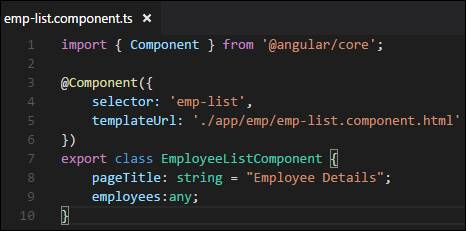 emp-list.component.ts ×
1 import { Component } from '@angular/core';
2
3 @Component({
4     selector: 'emp-list',
5     templateUrl: './app/emp/emp-list.component.html'
6 })
7 export class EmployeeListComponent {
8     pageTitle: string = "Employee Details";
9     employees:any;
10 }